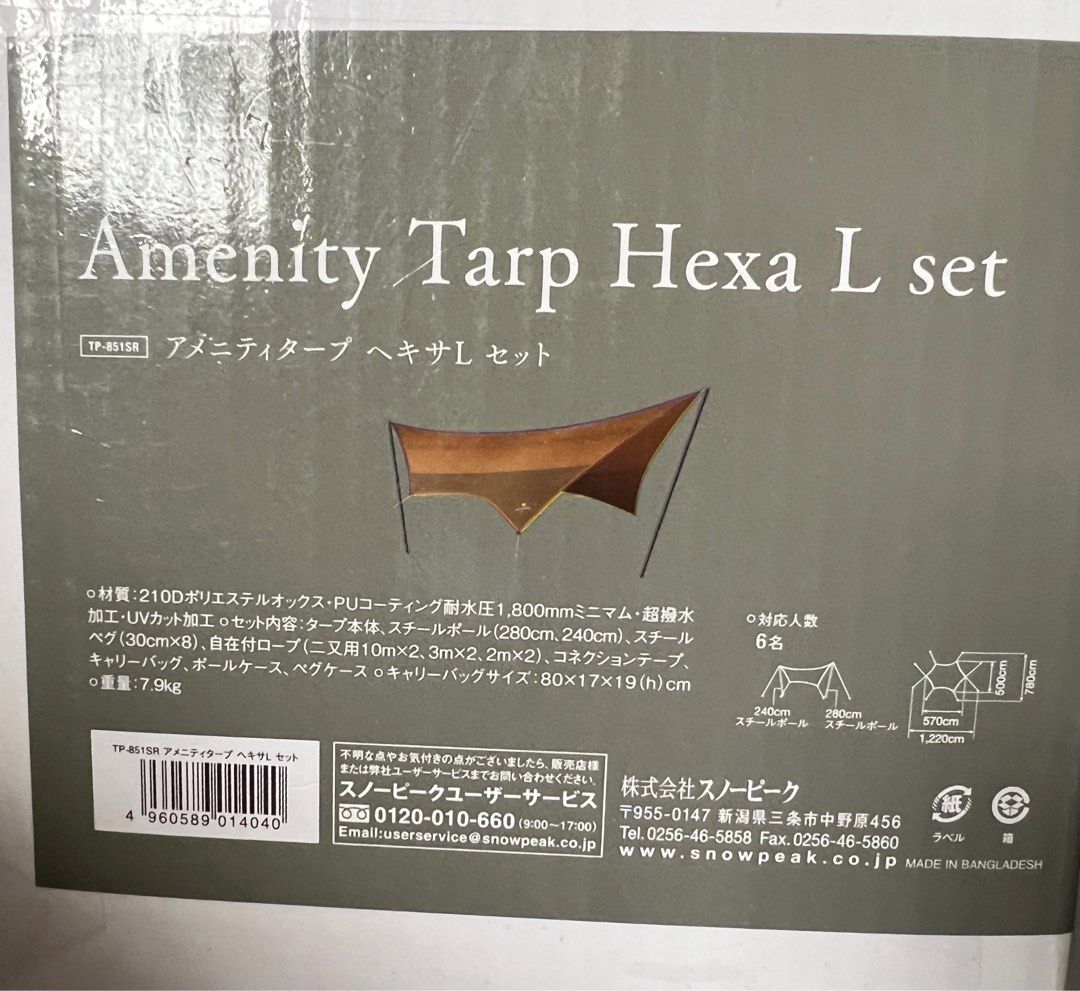 snow peak
Amenity Tarp Hexa L set
TP-851SR アメニティタープ ヘキサL セット
○材質：210Dポリエステルオックス・PUコーティング耐水圧1,800mmミニマム・超撥水
加工・UVカット加工 ○セット内容：タープ本体、スチールポール（280cm、240cm）、スチール
ペグ（30cm×8）、自在付ロープ（二又用10m×2、3m×2、2m×2）、コネクションテープ、
キャリーバッグ、ポールケース、ペグケース ○キャリーバッグサイズ：80×17×19（h）cm
○重量：7.9kg
○対応人数
6名
240cm
スチールポール
280cm
スチールポール
500cm
780cm
570cm
1,220cm
TP-851SR アメニティタープ ヘキサL セット
4 960589 014040
不明な点やお気付きの点がございましたら、販売店様
または弊社ユーザーサービスまでお問い合わせください。
スノーピークユーザーサービス
0120-010-660（9:00〜17:00）
Email:userservice@snowpeak.co.jp
株式会社スノーピーク
〒955-0147 新潟県三条市中野原456
Tel.0256-46-5858 Fax.0256-46-5860
www.snowpeak.co.jp
紙
ラベル
箱
MADE IN BANGLADESH